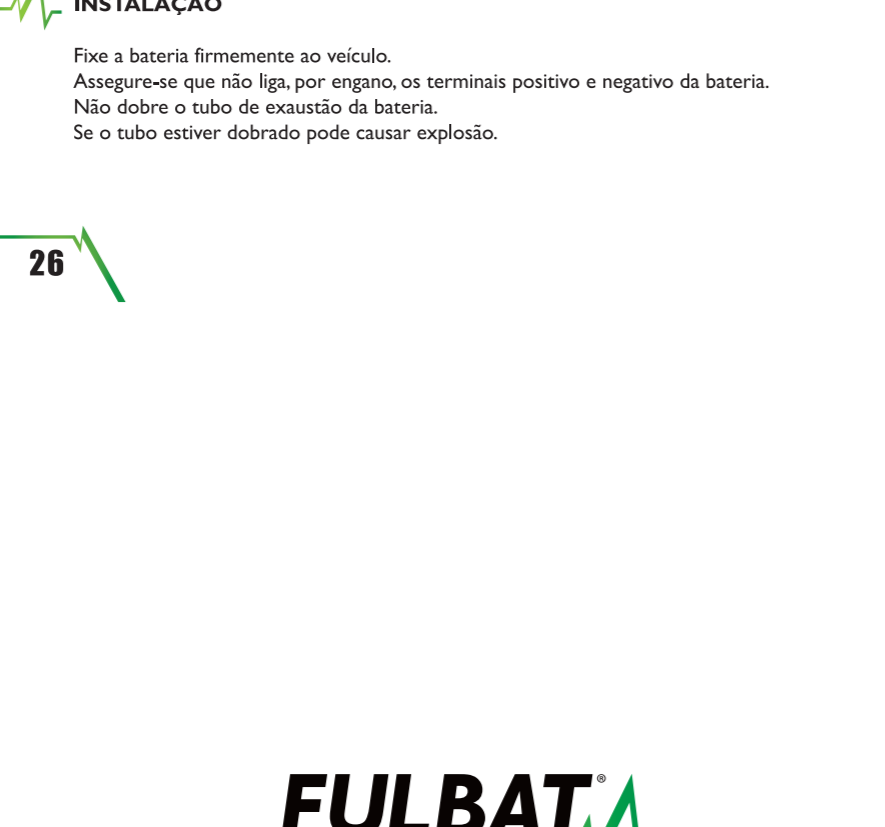 INSTALAÇÃO
Fixe a bateria firmemente ao veículo.
Assegure-se que não liga, por engano, os terminais positivo e negativo da bateria.
Não dobre o tubo de exaustão da bateria.
Se o tubo estiver dobrado pode causar explosão.
26
FULBAT®